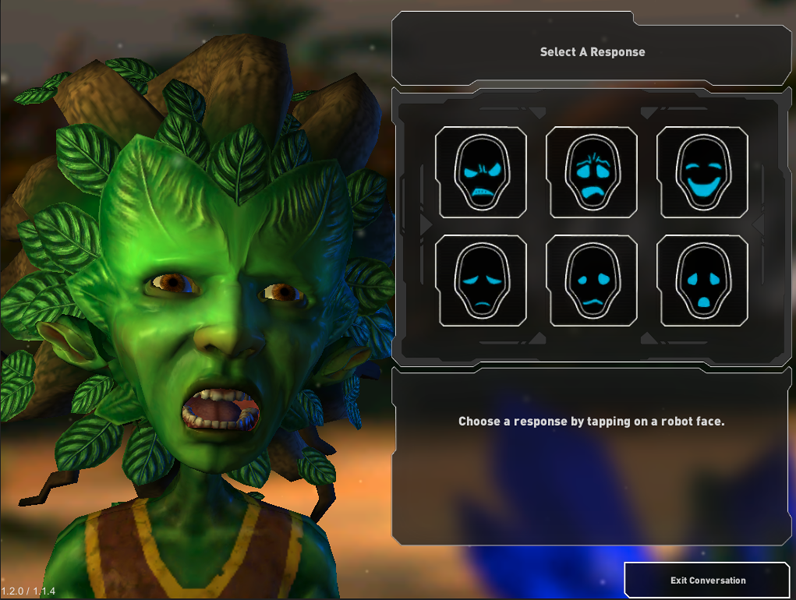 Select A Response
Choose a response by tapping on a robot face.
Exit Conversation
1.2.0 / 1.1.4